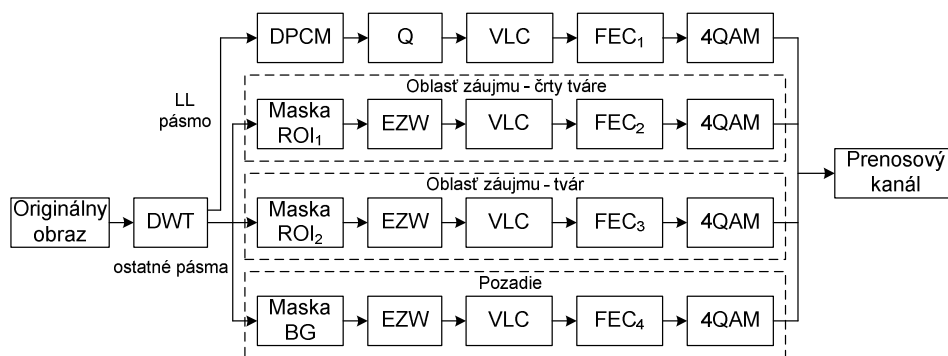 DPCM Q VLC FEC₁ 4QAM
Oblasť záujmu - črty tváre
LL
pásmo
Maska
ROI₁
EZW VLC FEC₂ 4QAM
Prenosový
kanál
Oblasť záujmu - tvár
Originálny
obraz
DWT
Maska
ROI₂
EZW VLC FEC₃ 4QAM
ostatné pásma
Pozadie
Maska
BG
EZW VLC FEC₄ 4QAM